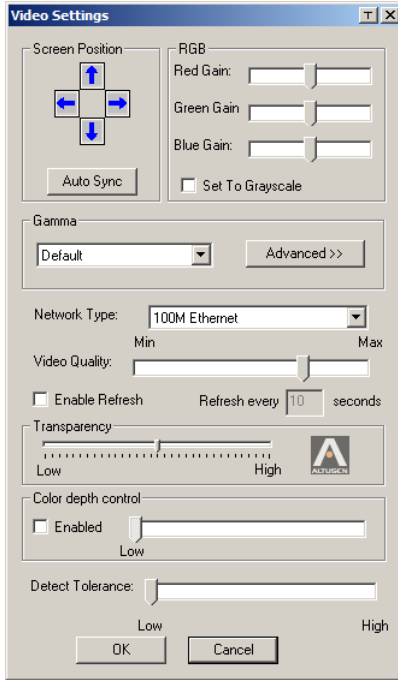 Video Settings
Screen Position
Auto Sync
RGB
Red Gain:
Green Gain
Blue Gain:
Set To Grayscale
Gamma
Default
Advanced >>
Network Type:
100M Ethernet
Min Max
Video Quality:
Enable Refresh Refresh every 10 seconds
Transparency
Low High
ALTUSEN
Color depth control
Enabled
Low
Detect Tolerance:
Low High
OK Cancel